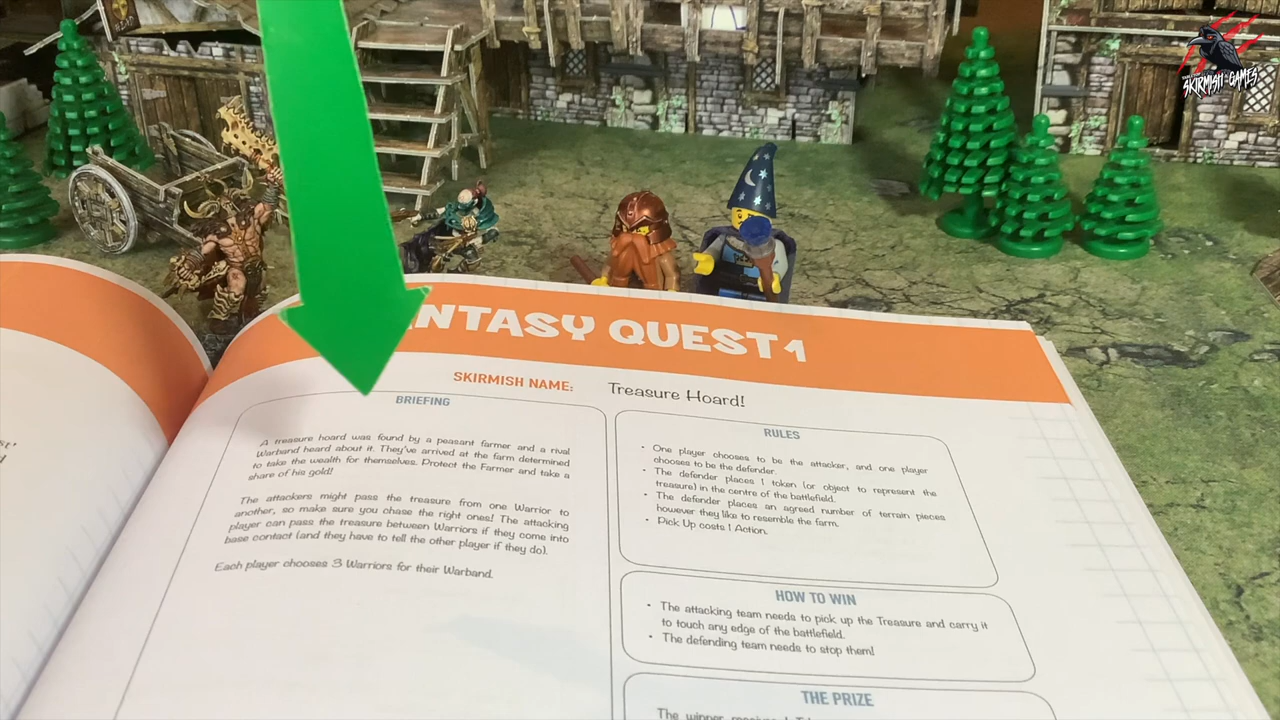 SKIRMISH GAMES
NTASY QUEST 1
SKIRMISH NAME: Treasure Hoard!
BRIEFING
A treasure hoard was found by a peasant farmer and a rival
Warband heard about it. They've arrived at the farm determined
to take the wealth for themselves. Protect the Farmer and take a
share of his gold!
The attackers might pass the treasure from one Warrior to
another, so make sure you chase the right ones! The attacking
player can pass the treasure between Warriors if they come into
base contact (and they have to tell the other player if they do).
Each player chooses 3 Warriors for their Warband.
RULES
• One player chooses to be the attacker, and one player
chooses to be the defender.
• The defender places 1 token (or object to represent the
treasure) in the centre of the battlefield.
• The defender places an agreed number of terrain pieces
however they like to resemble the farm.
• Pick Up costs 1 Action.
HOW TO WIN
• The attacking team needs to pick up the Treasure and carry it
to touch any edge of the battlefield.
• The defending team needs to stop them!
THE PRIZE
The winner